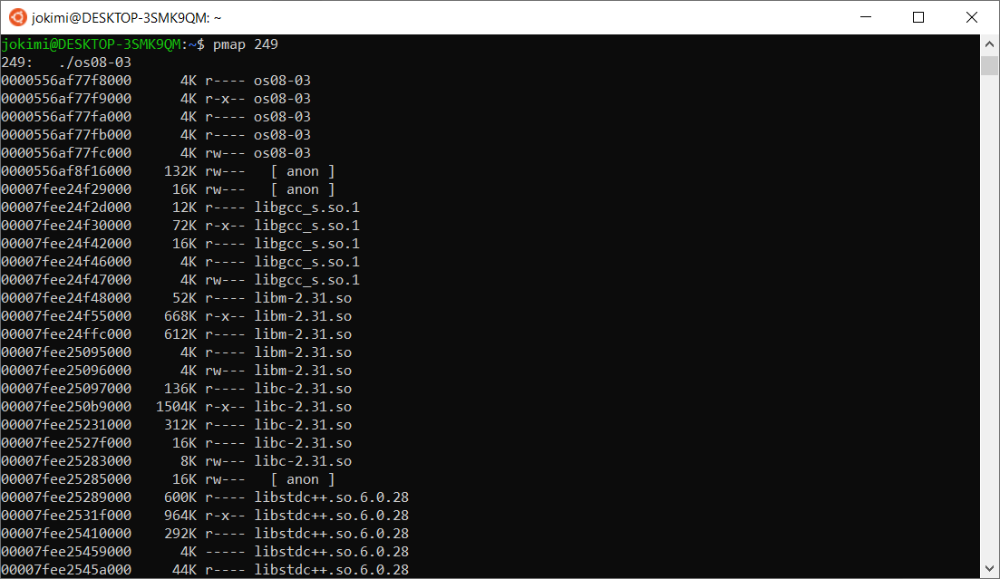 jokimi@DESKTOP-3SMK9QM: ~
jokimi@DESKTOP-3SMK9QM:~$ pmap 249
249:   ./os08-03
0000556af77f8000      4K r---- os08-03
0000556af77f9000      4K r-x-- os08-03
0000556af77fa000      4K r---- os08-03
0000556af77fb000      4K r---- os08-03
0000556af77fc000      4K rw--- os08-03
0000556af8f16000    132K rw---   [ anon ]
00007fee24f29000     16K rw---   [ anon ]
00007fee24f2d000     12K r---- libgcc_s.so.1
00007fee24f30000     72K r-x-- libgcc_s.so.1
00007fee24f42000     16K r---- libgcc_s.so.1
00007fee24f46000      4K r---- libgcc_s.so.1
00007fee24f47000      4K rw--- libgcc_s.so.1
00007fee24f48000     52K r---- libm-2.31.so
00007fee24f55000    668K r-x-- libm-2.31.so
00007fee24ffc000    612K r---- libm-2.31.so
00007fee25095000      4K r---- libm-2.31.so
00007fee25096000      4K rw--- libm-2.31.so
00007fee25097000    136K r---- libc-2.31.so
00007fee250b9000   1504K r-x-- libc-2.31.so
00007fee25231000    312K r---- libc-2.31.so
00007fee2527f000     16K r---- libc-2.31.so
00007fee25283000      8K rw--- libc-2.31.so
00007fee25285000     16K rw---   [ anon ]
00007fee25289000    600K r---- libstdc++.so.6.0.28
00007fee2531f000    964K r-x-- libstdc++.so.6.0.28
00007fee25410000    292K r---- libstdc++.so.6.0.28
00007fee25459000      4K ----- libstdc++.so.6.0.28
00007fee2545a000     44K r---- libstdc++.so.6.0.28